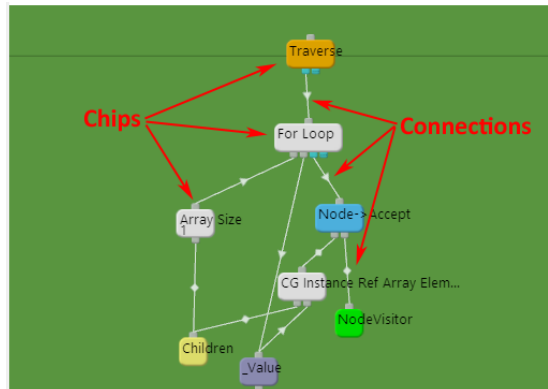 Traverse
Chips
For Loop
Connections
Array Size
1
Node->Accept
CG Instance Ref Array Elem...
NodeVisitor
Children
_Value